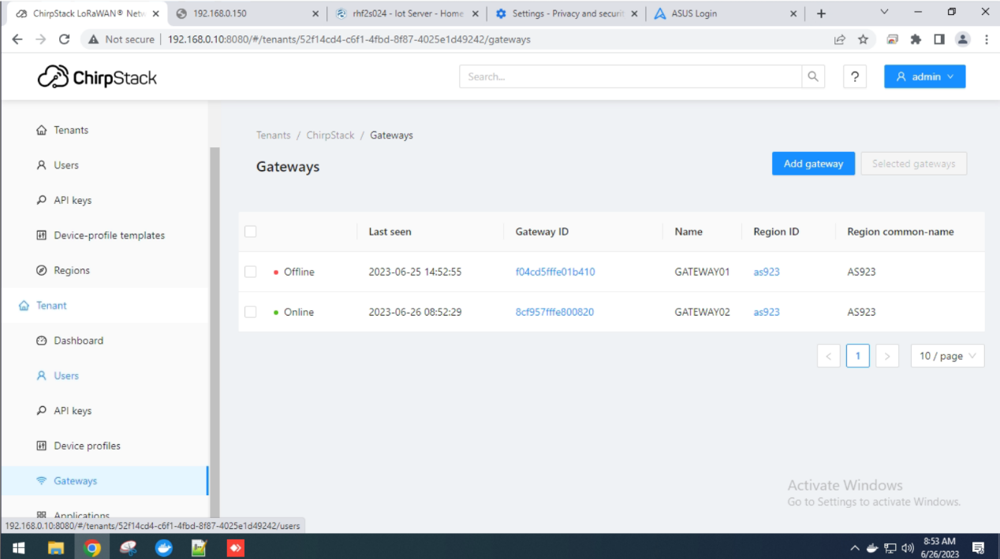 ChirpStack LoRaWAN® Netw
192.168.0.150
rhf2s024 - Iot Server - Home
Settings - Privacy and securit
ASUS Login
Not secure 192.168.0.10:8080/#/tenants/52f14cd4-c6f1-4fbd-8f87-4025e1d49242/gateways
ChirpStack
Search...
?
admin
Tenants
Users
API keys
Device-profile templates
Regions
Tenant
Dashboard
Users
API keys
Device profiles
Gateways
Applications
Tenants / ChirpStack / Gateways
Gateways
Add gateway
Selected gateways
Last seen Gateway ID Name Region ID Region common-name
Offline 2023-06-25 14:52:55 f04cd5fffe01b410 GATEWAY01 as923 AS923
Online 2023-06-26 08:52:29 8cf957fffe800820 GATEWAY02 as923 AS923
< 1 > 10 / page
Activate Windows
Go to Settings to activate Windows.
192.168.0.10:8080/#/tenants/52f14cd4-c6f1-4fbd-8f87-4025e1d49242/users
8:53 AM
6/26/2023